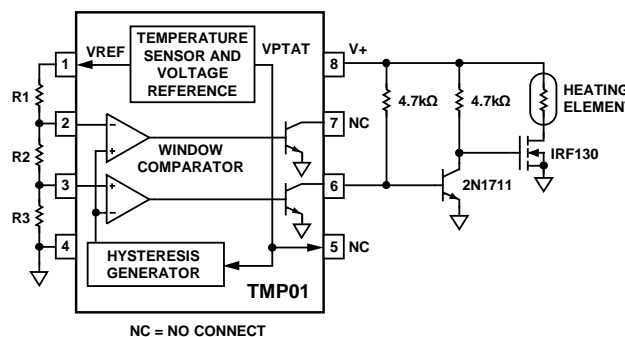 TEMPERATURE
SENSOR AND
VOLTAGE
REFERENCE
VREF
VPTAT
1
8
V+
R1
4.7kΩ
4.7kΩ
HEATING
ELEMENT
2
7
NC
WINDOW
COMPARATOR
IRF130
R2
3
6
2N1711
R3
4
5
NC
HYSTERESIS
GENERATOR
TMP01
NC = NO CONNECT